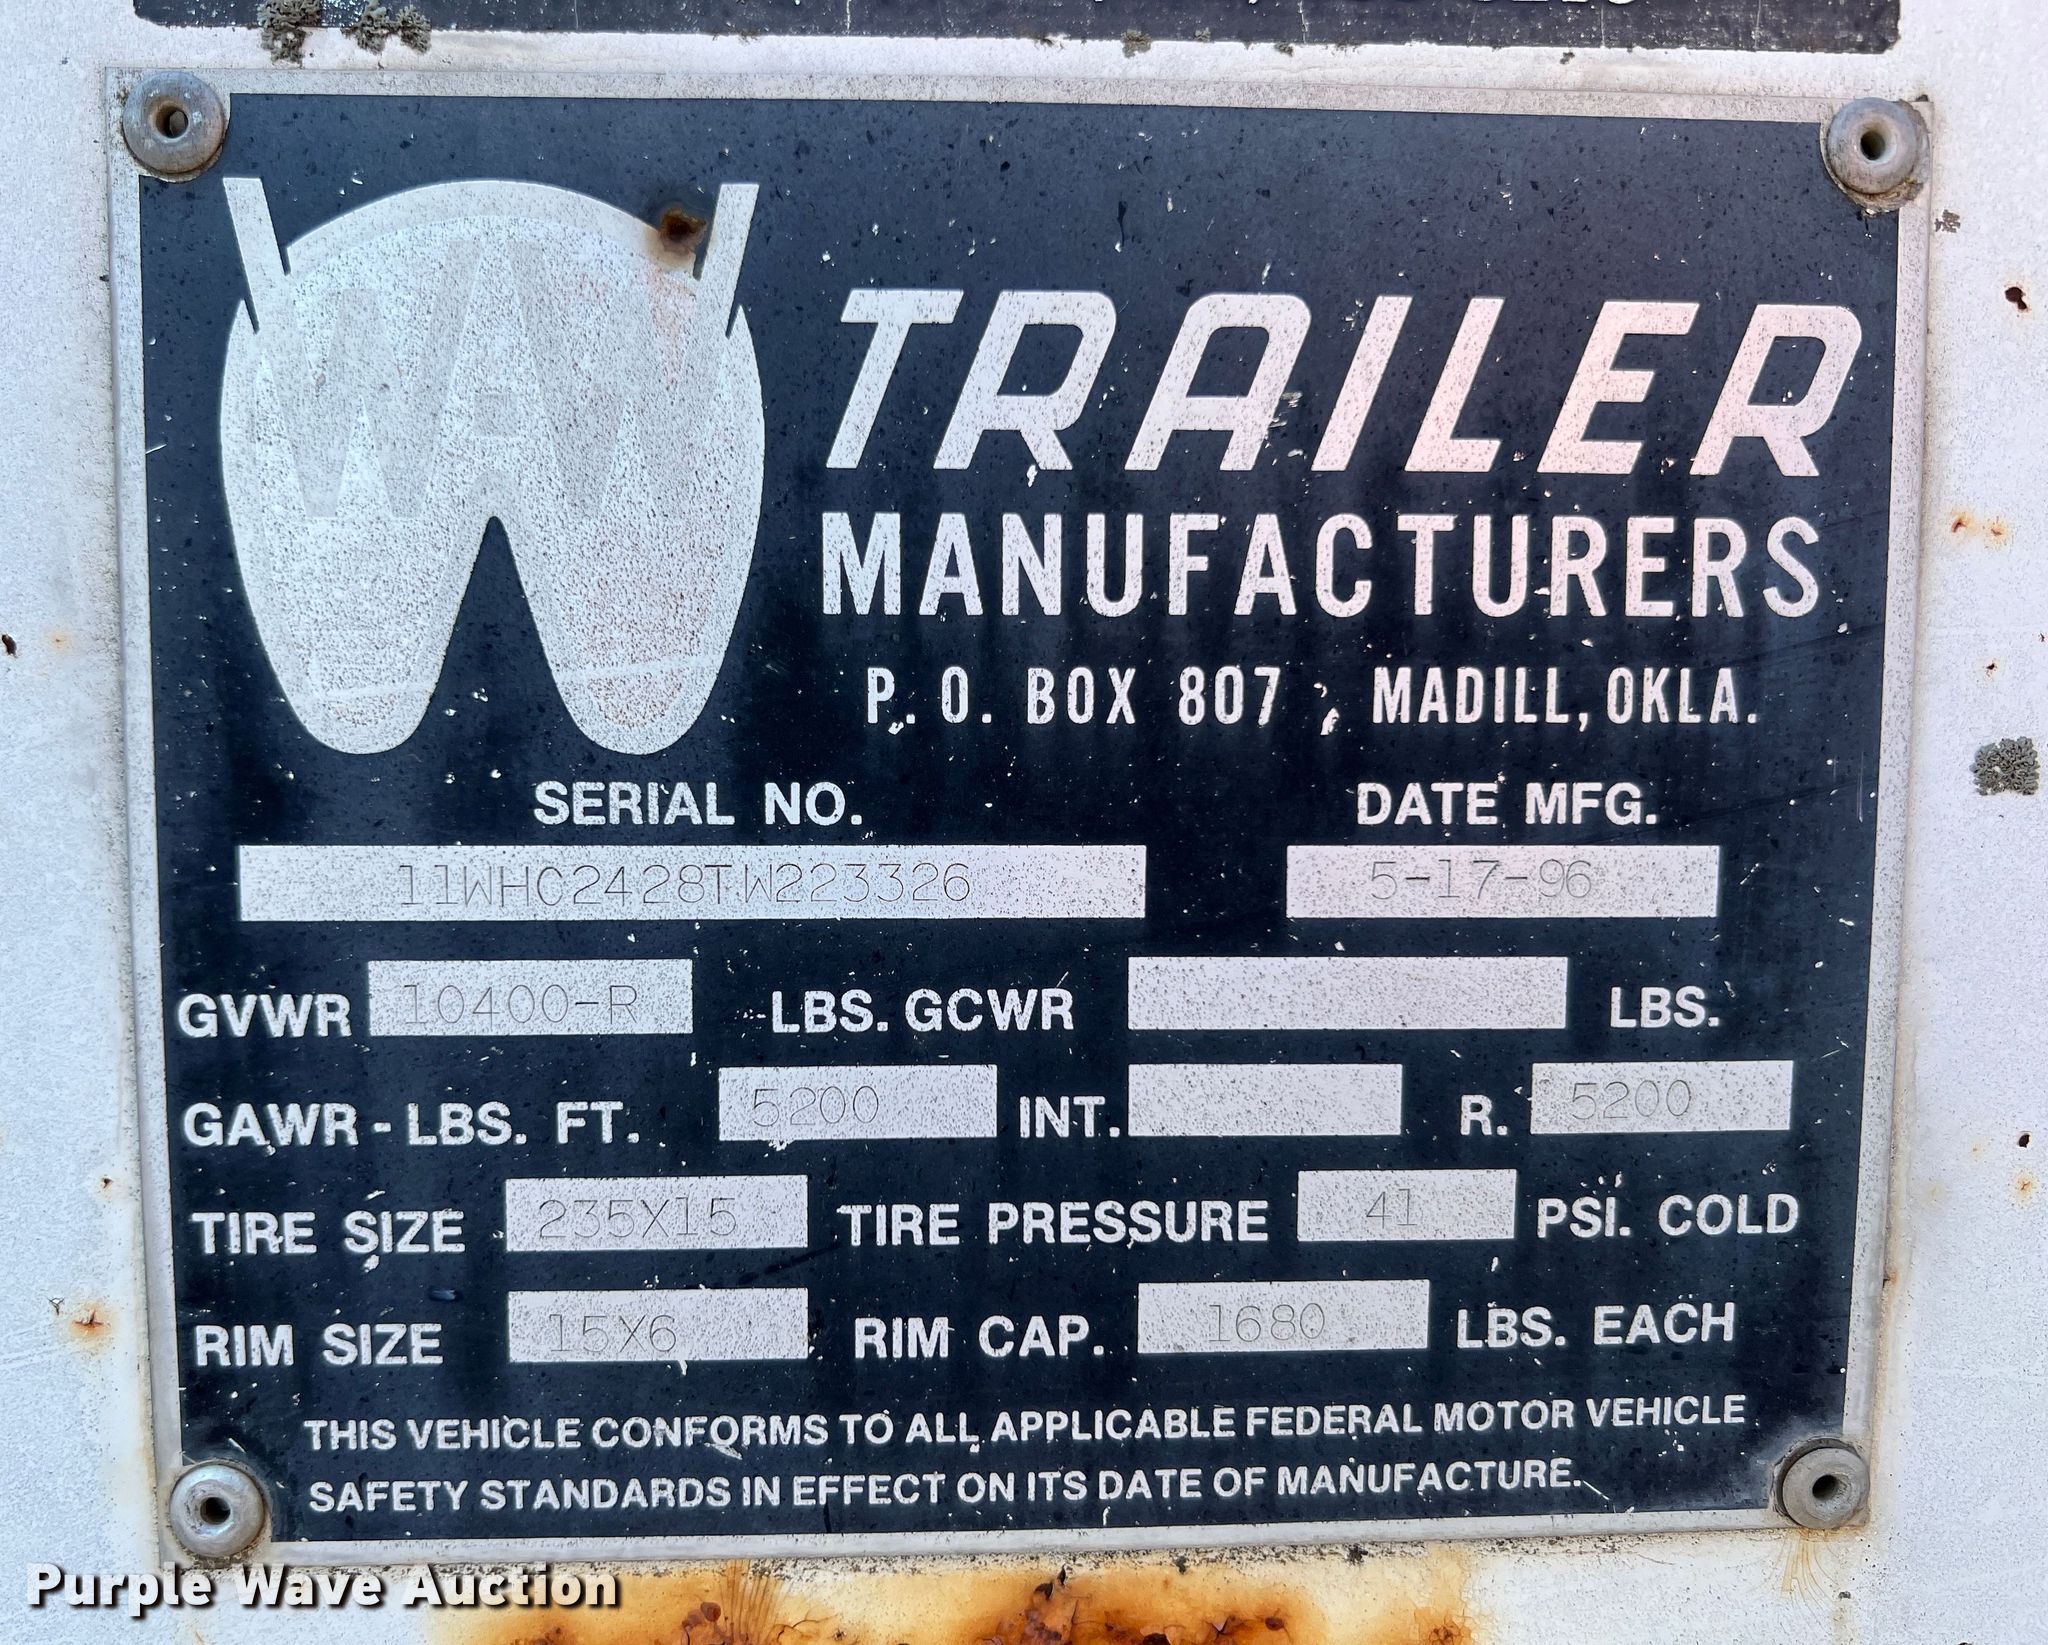 W-W
TRAILER
MANUFACTURERS
P. O. BOX 807, MADILL, OKLA.
SERIAL NO. DATE MFG.
11WHC2428TW223326 5-17-96
GVWR 10400-R LBS. GCWR LBS.
GAWR - LBS. FT. 5200 INT. R. 5200
TIRE SIZE 235X15 TIRE PRESSURE 41 PSI. COLD
RIM SIZE 15X6 RIM CAP. 1680 LBS. EACH
THIS VEHICLE CONFORMS TO ALL APPLICABLE FEDERAL MOTOR VEHICLE
SAFETY STANDARDS IN EFFECT ON ITS DATE OF MANUFACTURE.
Purple Wave Auction